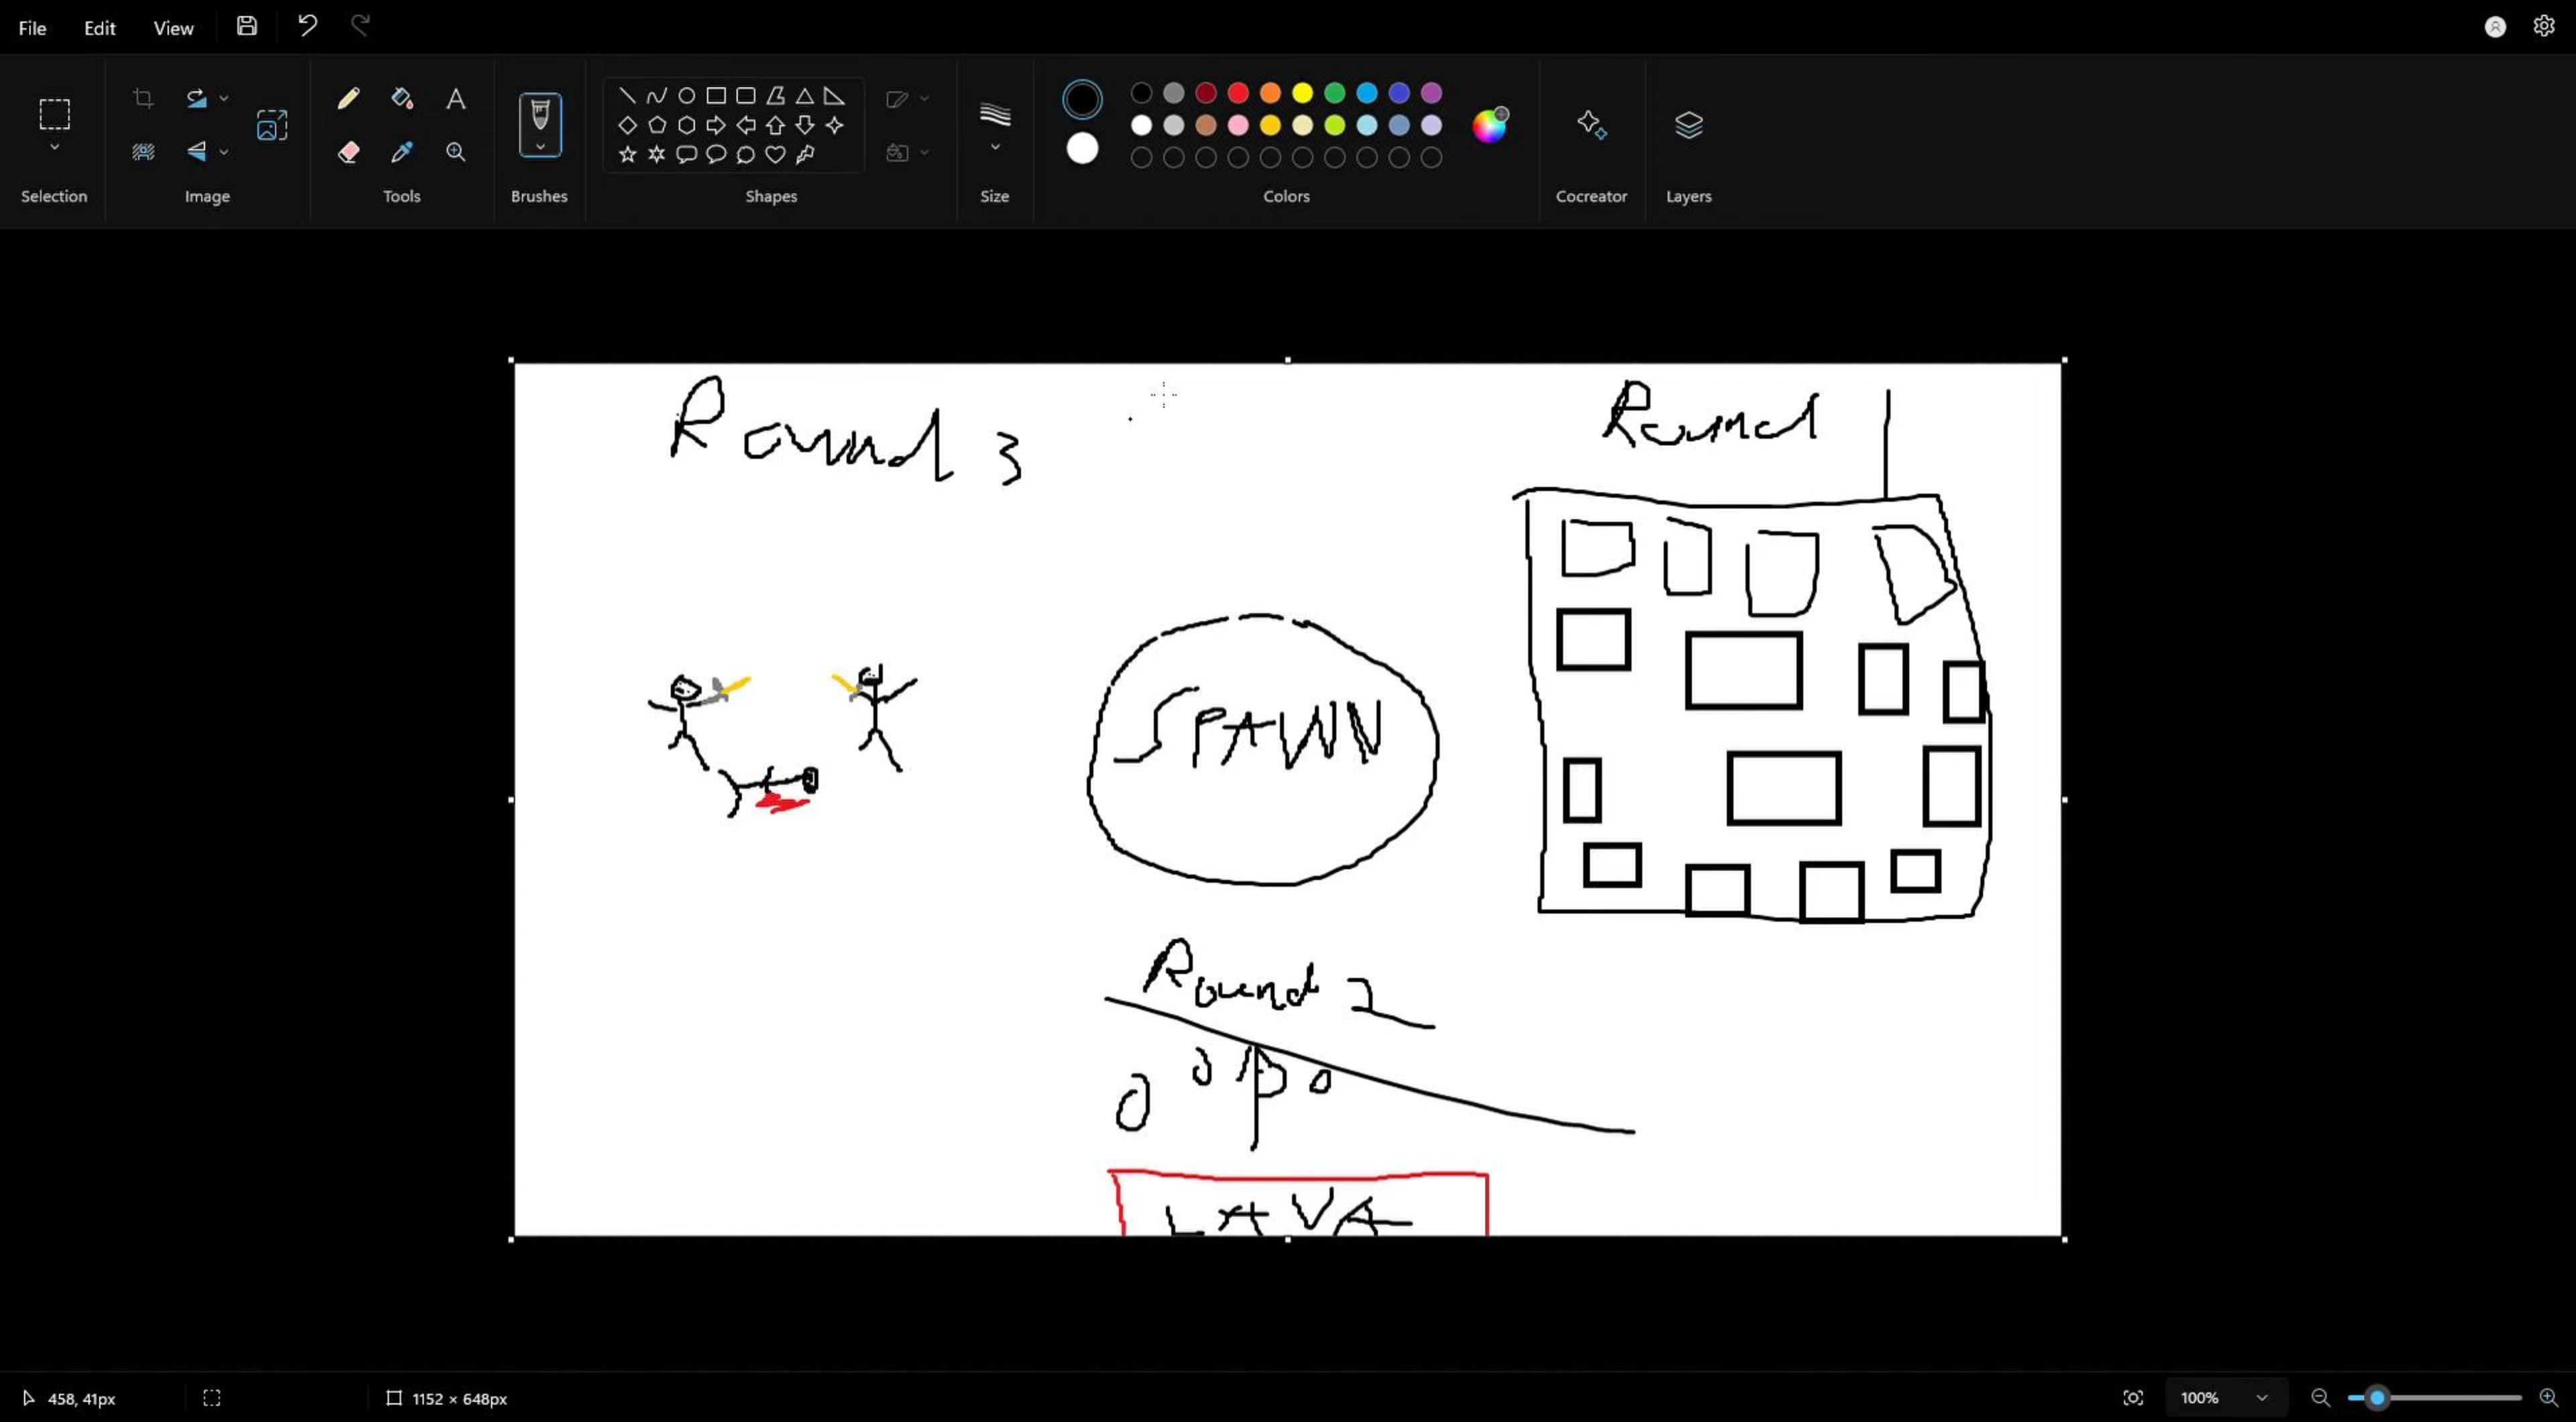 File Edit View
Selection Image Tools Brushes Shapes Size Colors Cocreator Layers
Round 3
Round 1
SPAWN
Round 2
LAVA
458, 41px
1152 × 648px
100%